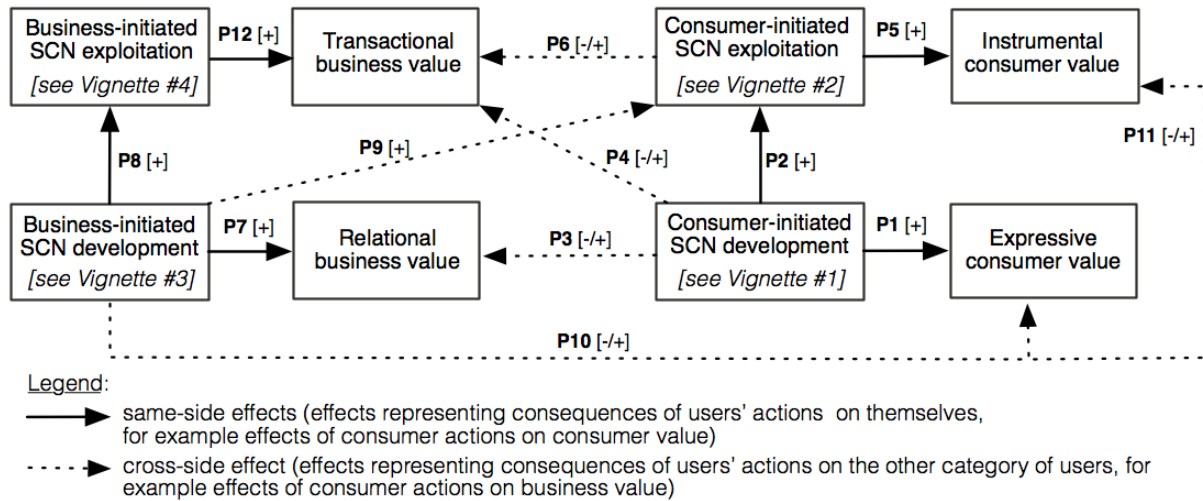 Business-initiated
SCN exploitation
[see Vignette #4]
P12 [+]
Transactional
business value
P6 [-/+]
Consumer-initiated
SCN exploitation
[see Vignette #2]
P5 [+]
Instrumental
consumer value
P8 [+]
P9 [+]
P4 [-/+]
P2 [+]
P11 [-/+]
Business-initiated
SCN development
[see Vignette #3]
P7 [+]
Relational
business value
P3 [-/+]
Consumer-initiated
SCN development
[see Vignette #1]
P1 [+]
Expressive
consumer value
P10 [-/+]
Legend:
same-side effects (effects representing consequences of users' actions on themselves,
for example effects of consumer actions on consumer value)
cross-side effect (effects representing consequences of users' actions on the other category of users, for
example effects of consumer actions on business value)